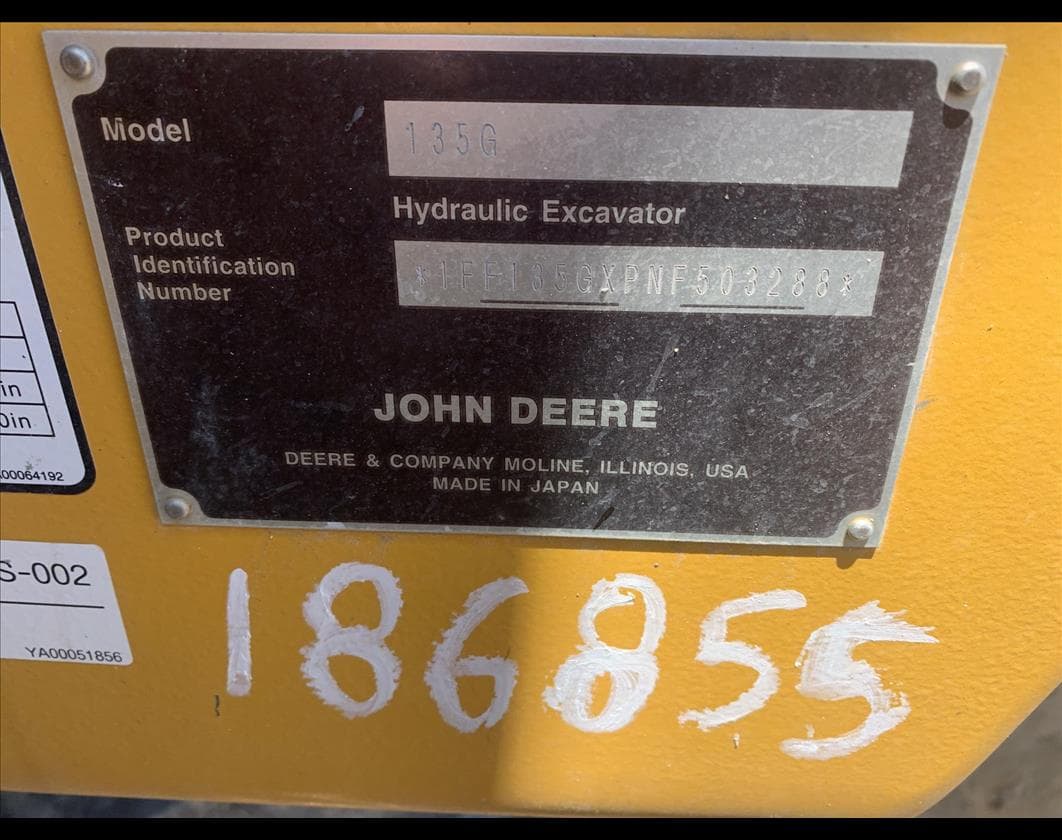 Model
135G
Hydraulic Excavator
Product
Identification
Number
*1FF135GXPNF503288*
JOHN DEERE
DEERE & COMPANY MOLINE, ILLINOIS, USA
MADE IN JAPAN
in
0in
00064192
S-002
YA00051856
186855